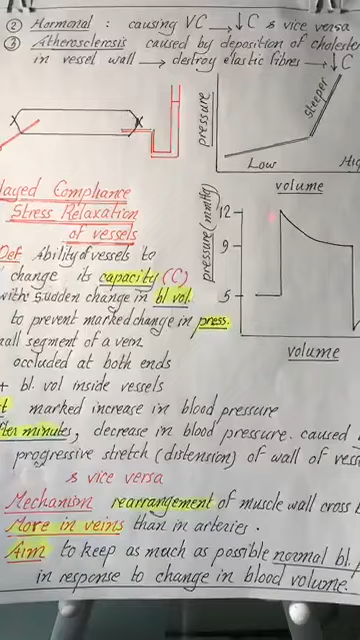 ② Hormonal: causing VC → ↓C & vice versa
③ Atherosclerosis caused by deposition of cholester
in vessel wall → destroy elastic fibres → ↓C
pressure
steeper
Low
Hig
volume
layed Compliance
Stress Relaxation
of vessels
pressure (mmHg)
12
9
5
volume
Def Ability of vessels to
change its capacity (C)
with sudden change in bl vol.
to prevent marked change in press.
mall segment of a vein
occluded at both ends
+ bl. vol inside vessels
marked increase in blood pressure
fter minutes, decrease in blood pressure. caused
progressive stretch (distension) of wall of vess
& vice versa
Mechanism rearrangement of muscle wall cross
More in veins than in arteries.
Aim to keep as much as possible normal bl.
in response to change in blood volume.